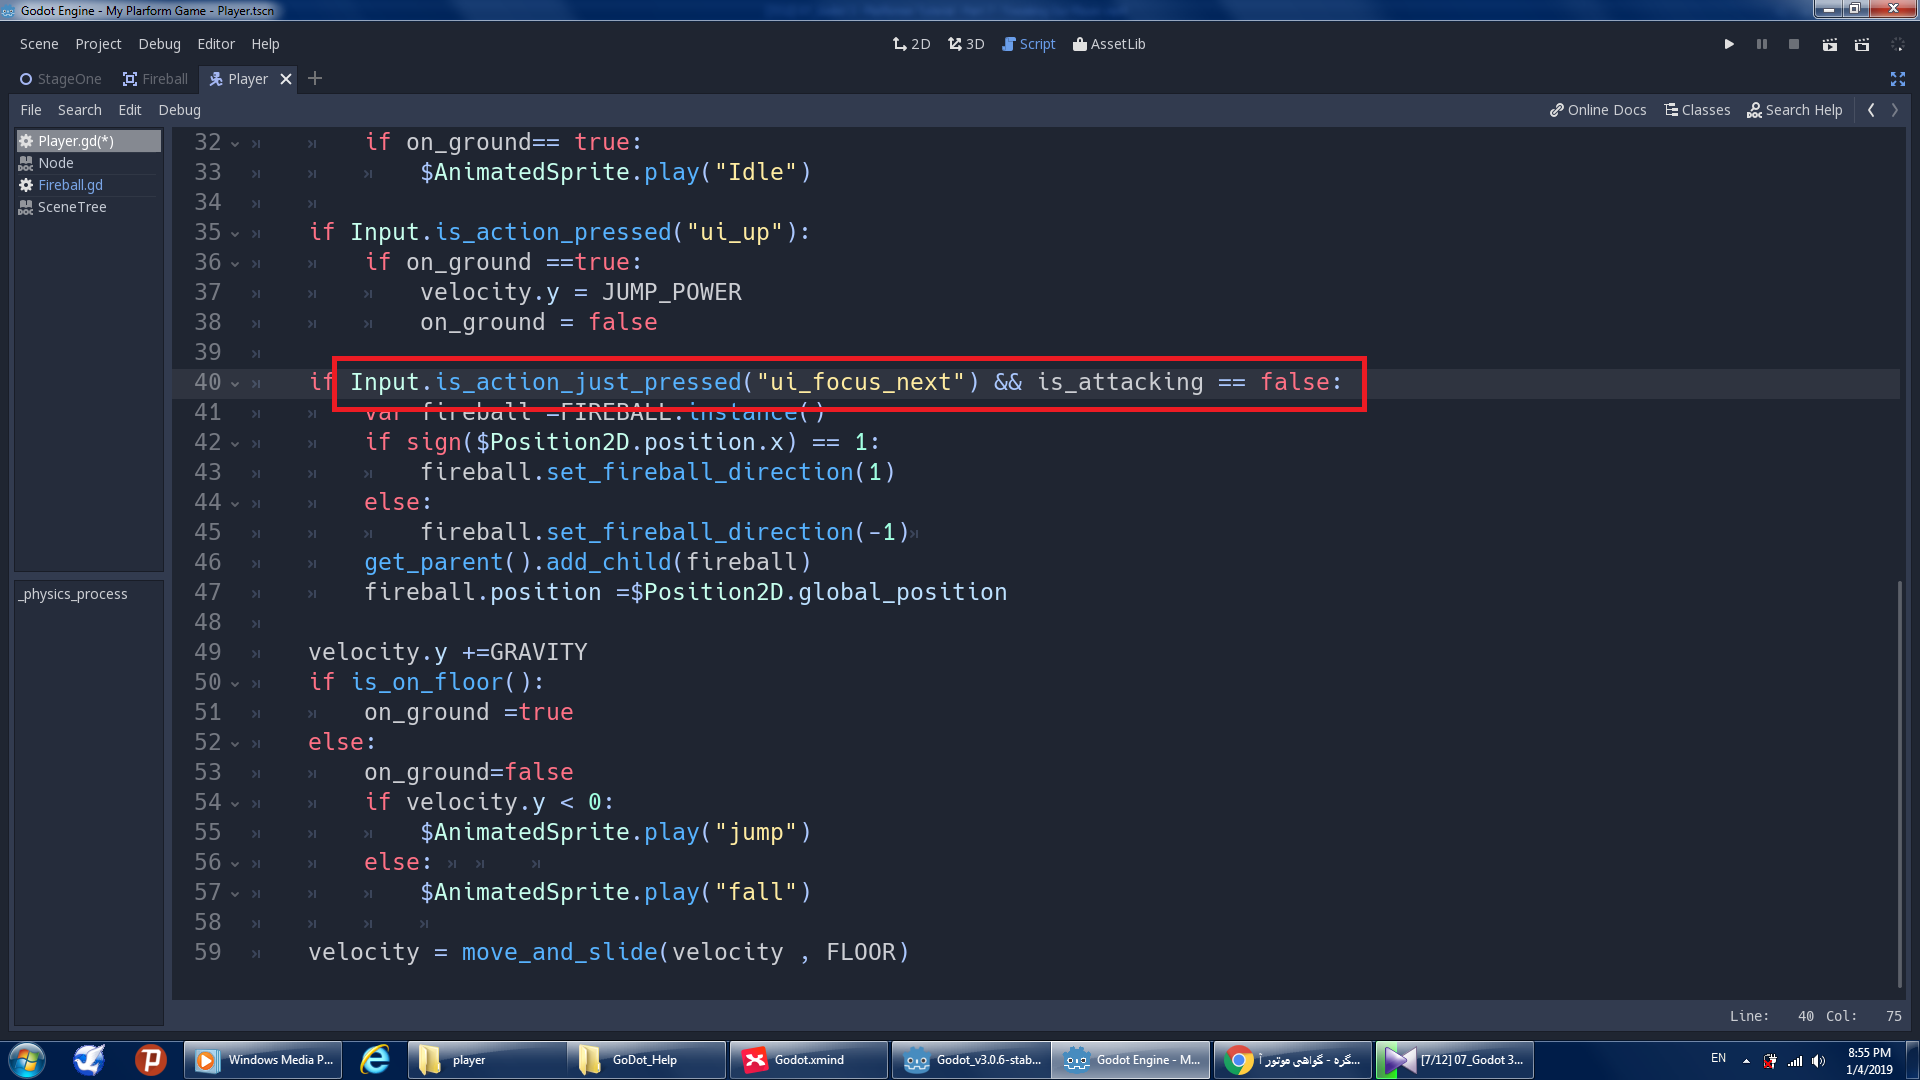 Godot Engine - My Plarform Game - Player.tscn
Scene Project Debug Editor Help 2D 3D Script AssetLib
StageOne Fireball Player
File Search Edit Debug Online Docs Classes Search Help
Player.gd(*)
Node
Fireball.gd
SceneTree
_physics_process
32 if on_ground== true:
33 $AnimatedSprite.play("Idle")
34
35 if Input.is_action_pressed("ui_up"):
36 if on_ground ==true:
37 velocity.y = JUMP_POWER
38 on_ground = false
39
40 if Input.is_action_just_pressed("ui_focus_next") && is_attacking == false:
41 var fireball =FIREBALL.instance()
42 if sign($Position2D.position.x) == 1:
43 fireball.set_fireball_direction(1)
44 else:
45 fireball.set_fireball_direction(-1)
46 get_parent().add_child(fireball)
47 fireball.position =$Position2D.global_position
48
49 velocity.y +=GRAVITY
50 if is_on_floor():
51 on_ground =true
52 else:
53 on_ground=false
54 if velocity.y < 0:
55 $AnimatedSprite.play("jump")
56 else:
57 $AnimatedSprite.play("fall")
58
59 velocity = move_and_slide(velocity , FLOOR)
Line: 40 Col: 75
Windows Media P... player GoDot_Help Godot.xmind Godot_v3.0.6-stab... Godot Engine - M... گره - گواهی موتور آ... [7/12] 07_Godot 3... EN 8:55 PM
1/4/2019